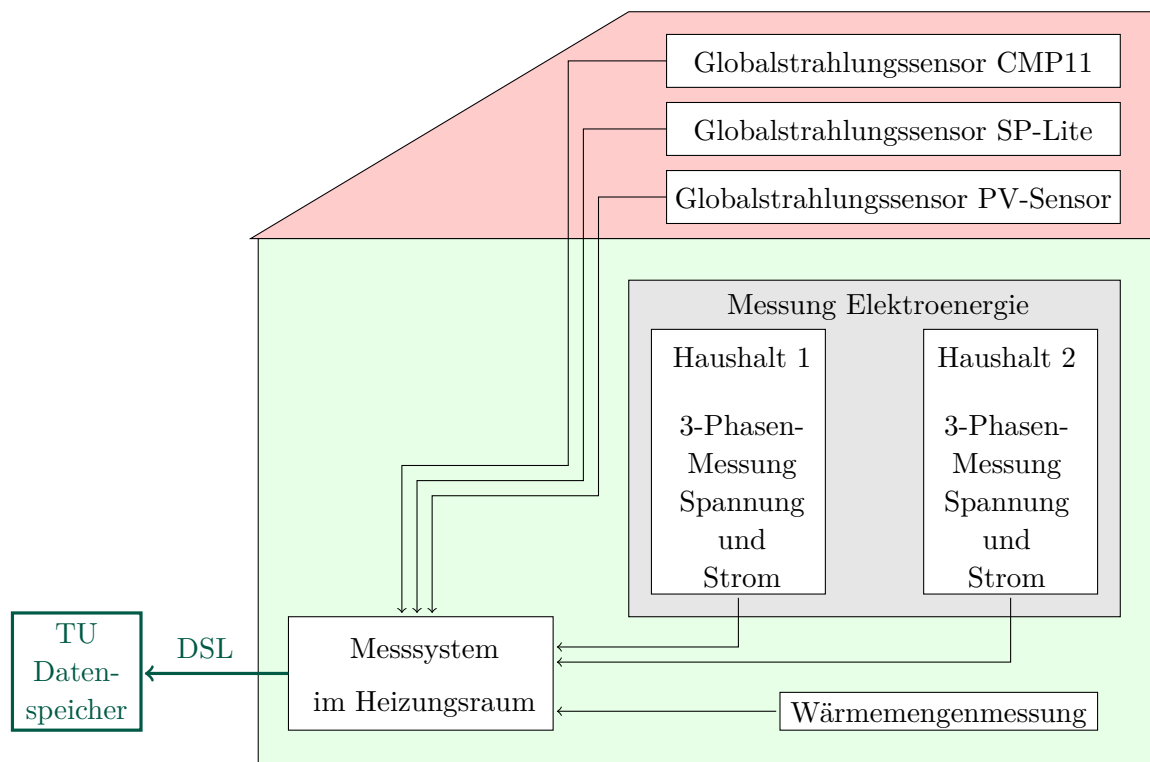 Globalstrahlungssensor CMP11
Globalstrahlungssensor SP-Lite
Globalstrahlungssensor PV-Sensor
Messung Elektroenergie
Haushalt 1
3-Phasen-
Messung
Spannung
und
Strom
Haushalt 2
3-Phasen-
Messung
Spannung
und
Strom
TU
Daten-
speicher
DSL
Messsystem
im Heizungsraum
Wärmemengenmessung